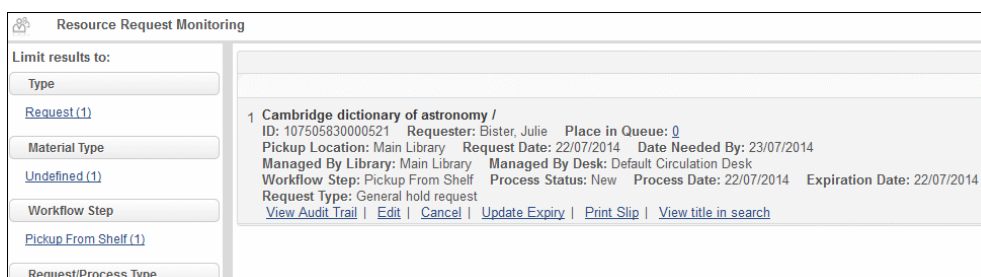 Resource Request Monitoring
Limit results to:
Type
Request (1)
Material Type
Undefined (1)
Workflow Step
Pickup From Shelf (1)
Request/Process Type
1 Cambridge dictionary of astronomy /
ID: 107505830000521 Requester: Bister, Julie Place in Queue: 0
Pickup Location: Main Library Request Date: 22/07/2014 Date Needed By: 23/07/2014
Managed By Library: Main Library Managed By Desk: Default Circulation Desk
Workflow Step: Pickup From Shelf Process Status: New Process Date: 22/07/2014 Expiration Date: 22/07/2014
Request Type: General hold request
View Audit Trail | Edit | Cancel | Update Expiry | Print Slip | View title in search